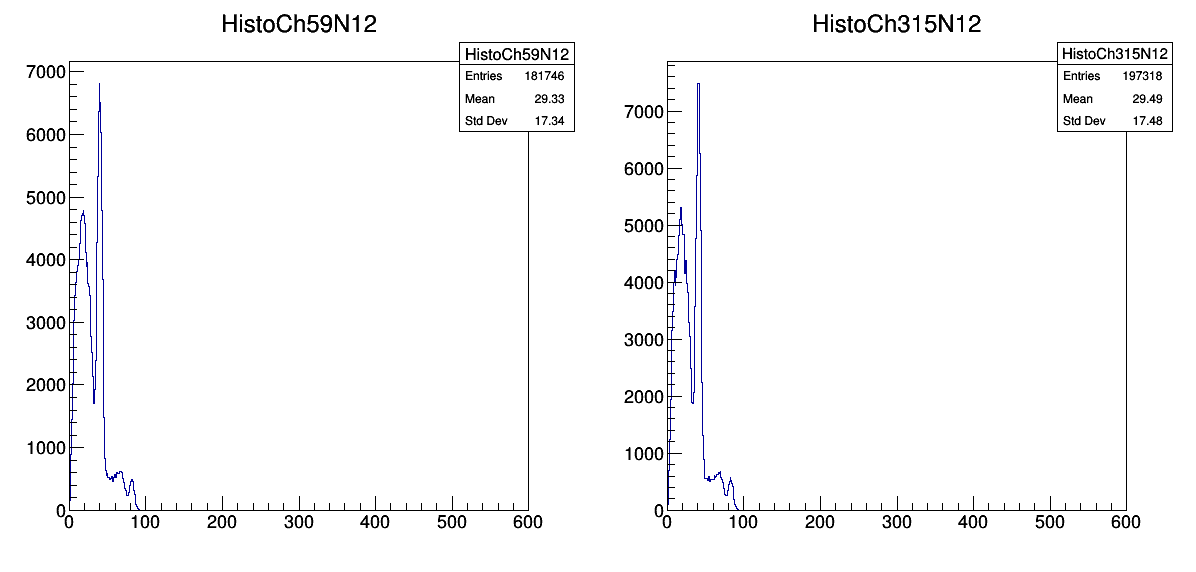 HistoCh59N12
HistoCh59N12
Entries 181746
Mean 29.33
Std Dev 17.34
7000
6000
5000
4000
3000
2000
1000
0
0 100 200 300 400 500 600
HistoCh315N12
HistoCh315N12
Entries 197318
Mean 29.49
Std Dev 17.48
7000
6000
5000
4000
3000
2000
1000
0
0 100 200 300 400 500 600